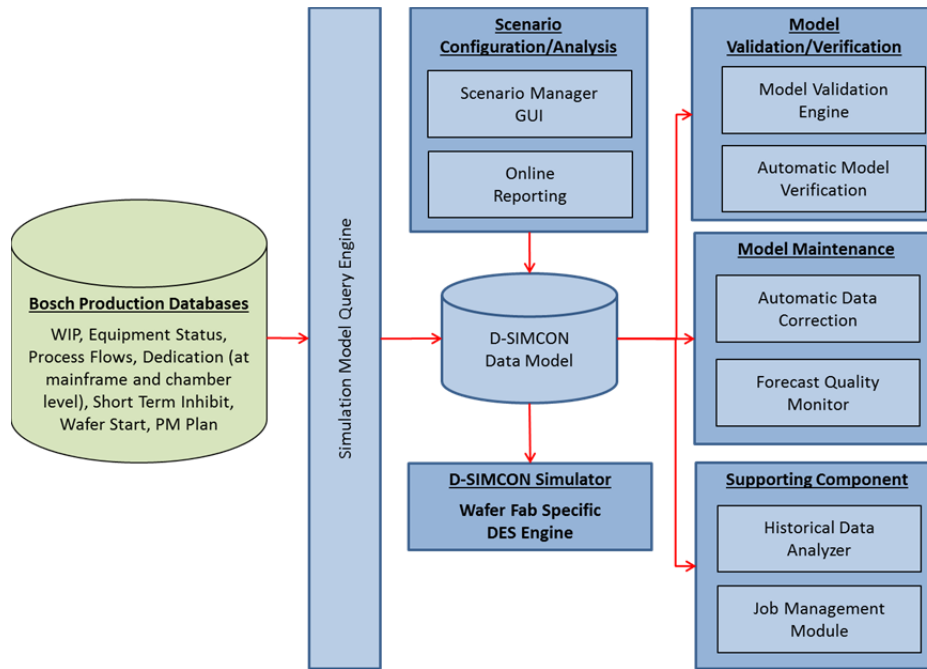 Bosch Production Databases
WIP, Equipment Status,
Process Flows, Dedication (at
mainframe and chamber
level), Short Term Inhibit,
Wafer Start, PM Plan
Simulation Model Query Engine
Scenario
Configuration/Analysis
Scenario Manager
GUI
Online
Reporting
D-SIMCON
Data Model
D-SIMCON Simulator
Wafer Fab Specific
DES Engine
Model
Validation/Verification
Model Validation
Engine
Automatic Model
Verification
Model Maintenance
Automatic Data
Correction
Forecast Quality
Monitor
Supporting Component
Historical Data
Analyzer
Job Management
Module